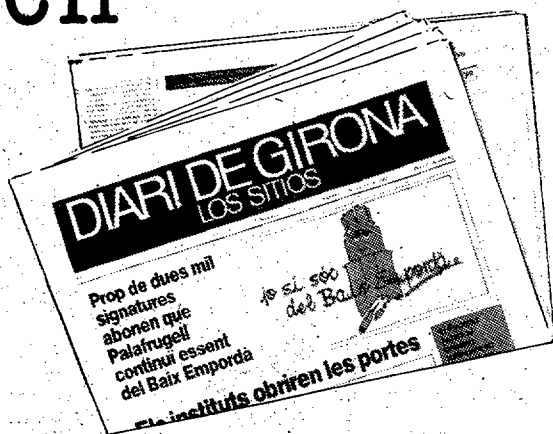 en
DIARI DE GIRONA
LOS SITIOS
Prop de dues mil
signatures
abonen que
Palafrugell
continuï essent
del Baix Empordà
jo sí sóc
del Baix Empordà
Els instituts obriren les portes